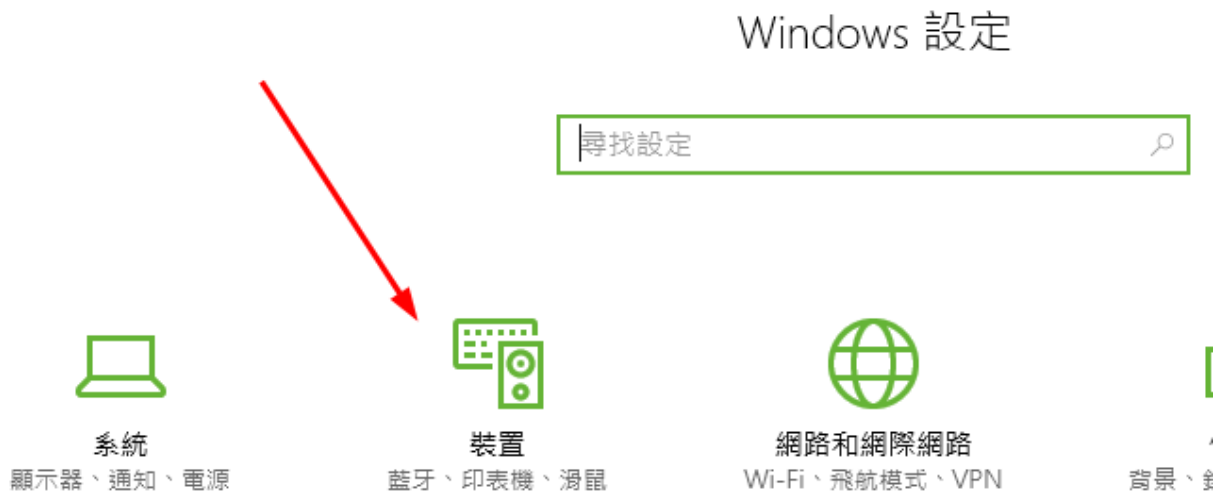 Windows 設定
尋找設定
系統
顯示器、通知、電源
裝置
藍牙、印表機、滑鼠
網路和網際網路
Wi-Fi、飛航模式、VPN
背景、